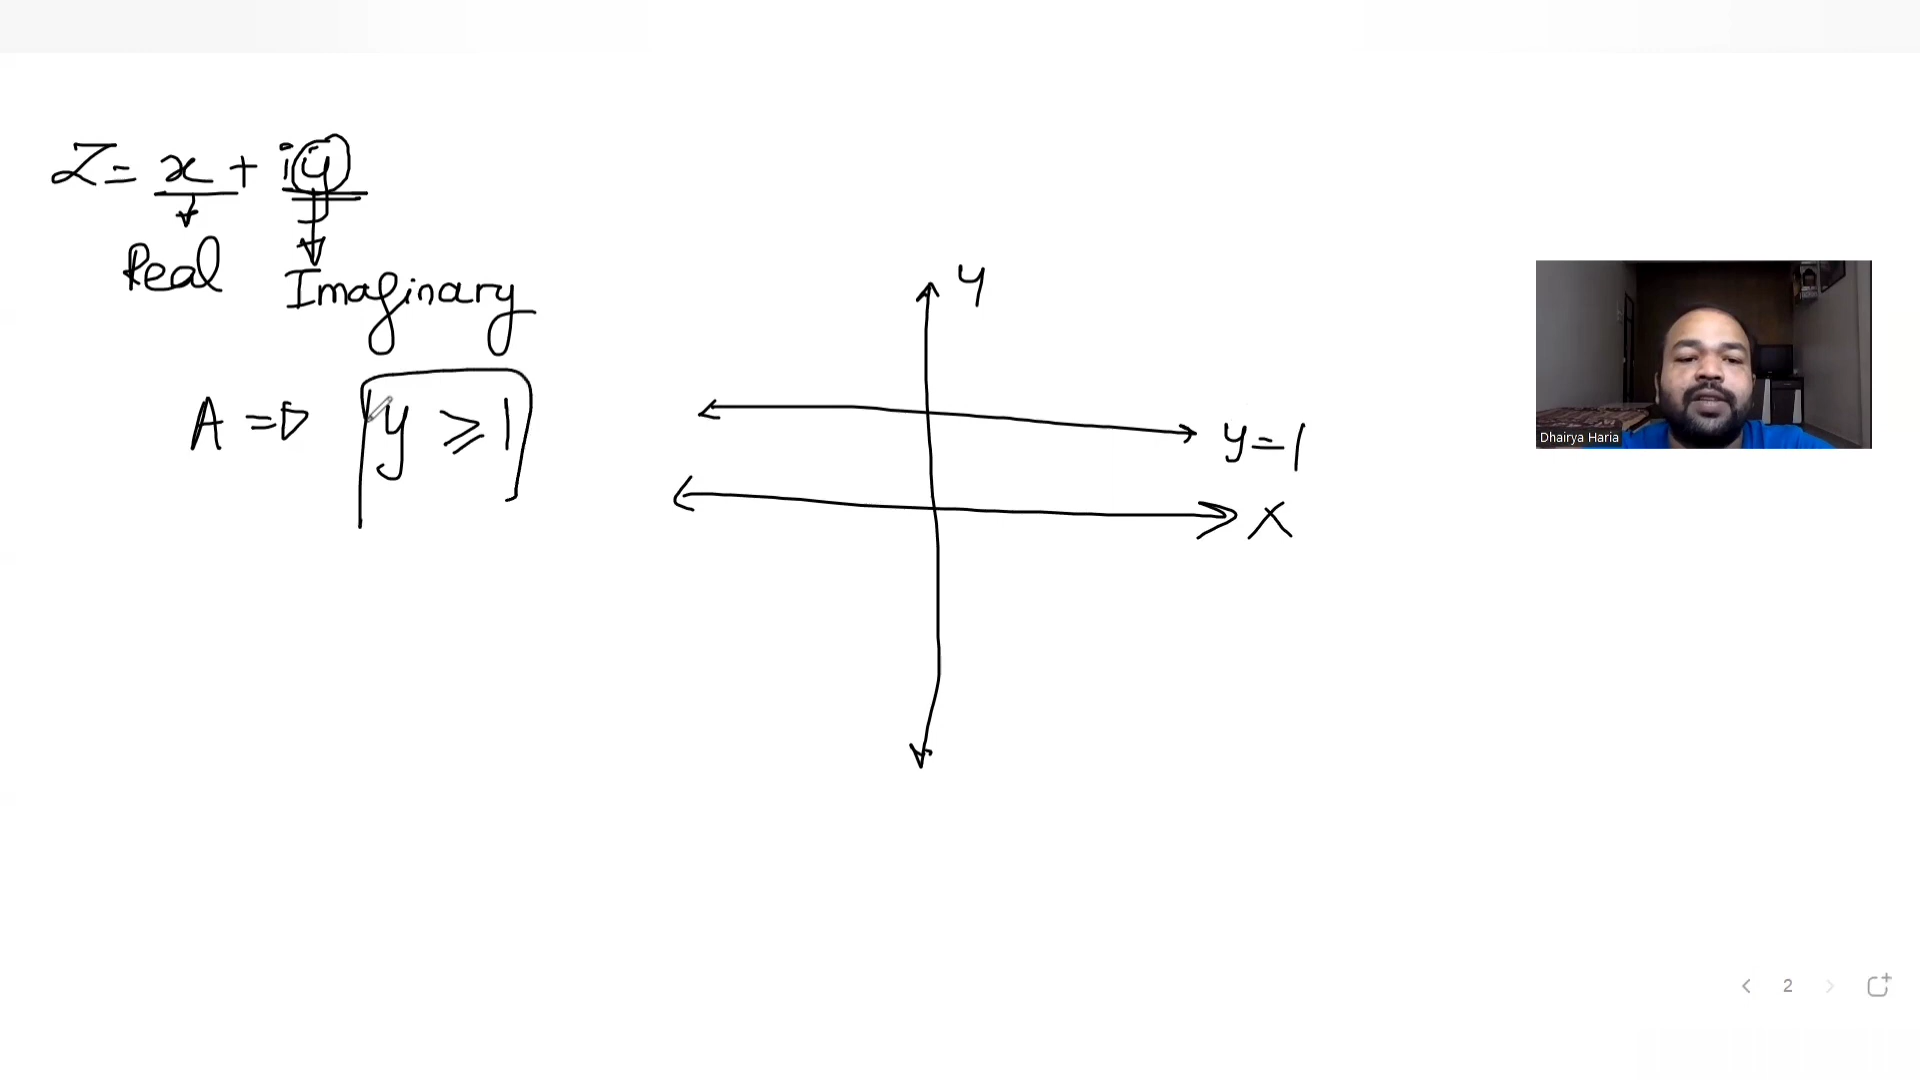 Z = x + iy
Real
Imaginary
A => y ⩾ 1
y
y=1
x
Dhairya Haria
2